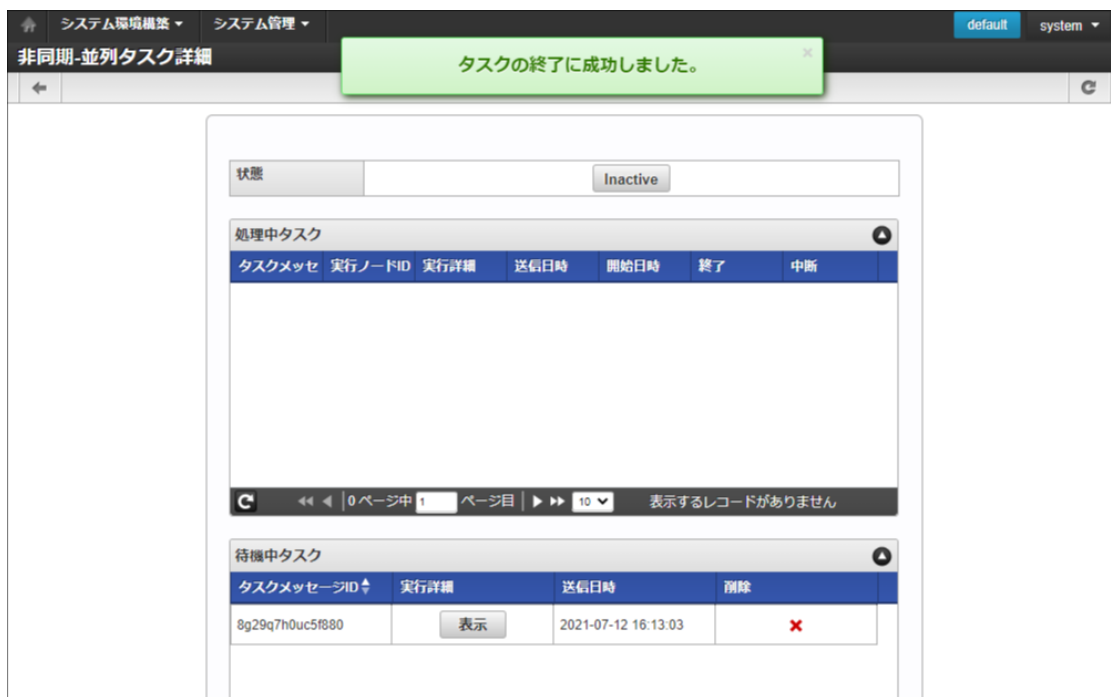 システム環境構築 システム管理 default system
非同期-並列タスク詳細
タスクの終了に成功しました。 ×
状態 Inactive
処理中タスク
タスクメッセ 実行ノードID 実行詳細 送信日時 開始日時 終了 中断
0 ページ中 1 ページ目 10 表示するレコードがありません
待機中タスク
タスクメッセージID 実行詳細 送信日時 削除
8g29q7h0uc5f880 表示 2021-07-12 16:13:03